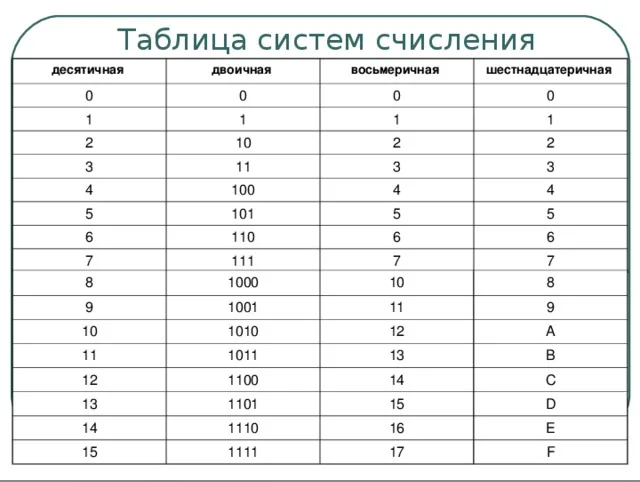 Таблица систем счисления
десятичная двоичная восьмеричная шестнадцатеричная
0 0 0 0
1 1 1 1
2 10 2 2
3 11 3 3
4 100 4 4
5 101 5 5
6 110 6 6
7 111 7 7
8 1000 10 8
9 1001 11 9
10 1010 12 A
11 1011 13 B
12 1100 14 C
13 1101 15 D
14 1110 16 E
15 1111 17 F